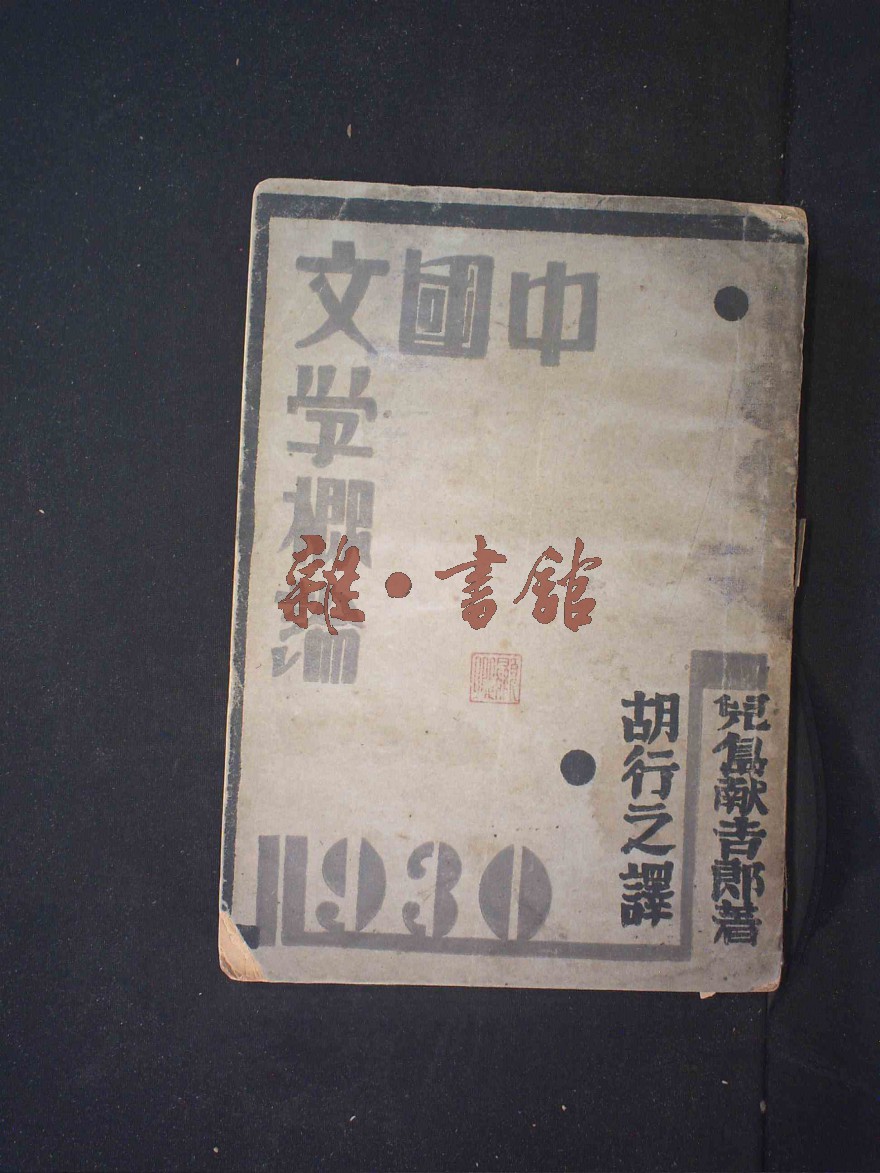 中國文
学概論
兒島献吉郎著
胡行之譯
1930
雜·書館